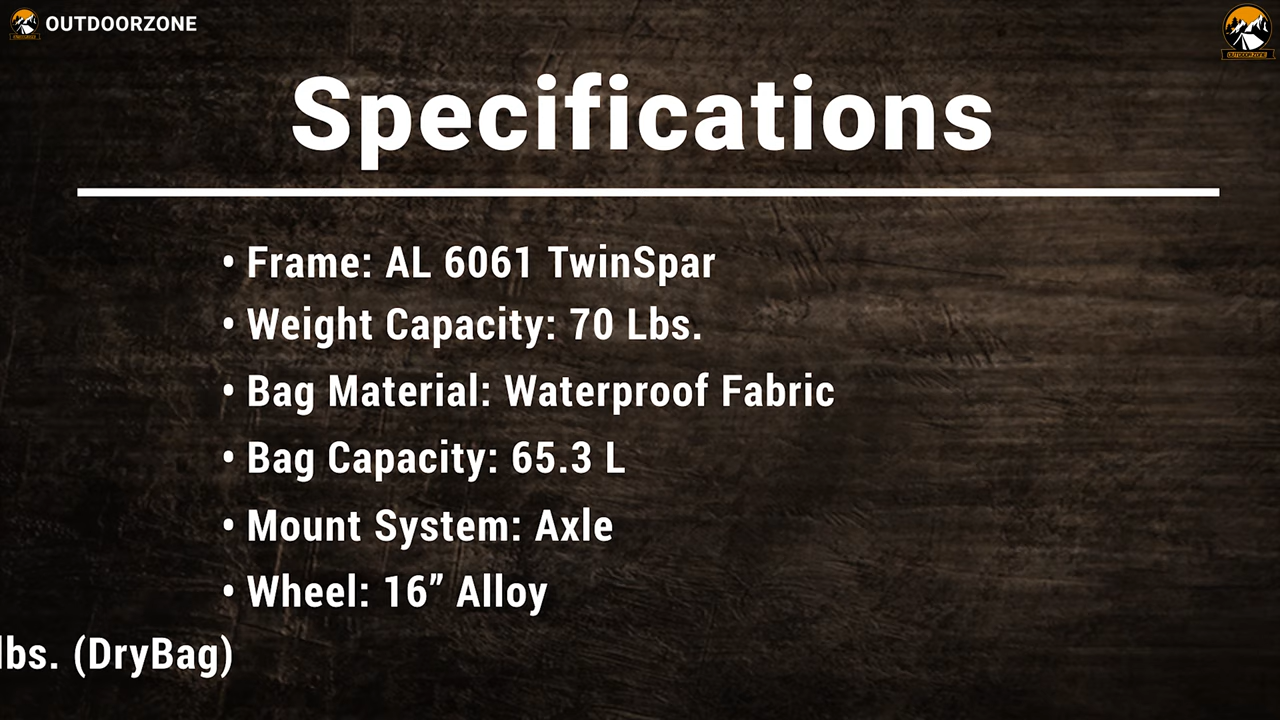 OUTDOORZONE
OUTDOORZONE
Specifications
• Frame: AL 6061 TwinSpar
• Weight Capacity: 70 Lbs.
• Bag Material: Waterproof Fabric
• Bag Capacity: 65.3 L
• Mount System: Axle
• Wheel: 16” Alloy
lbs. (DryBag)